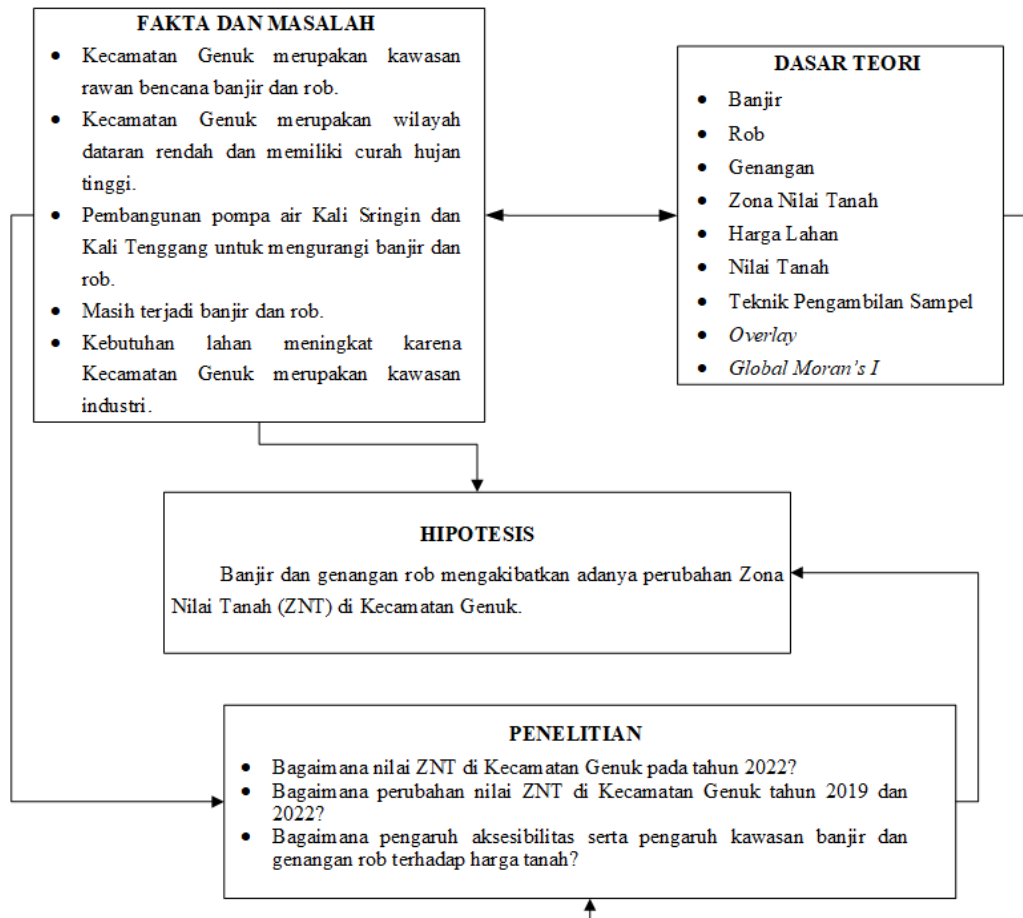 FAKTA DAN MASALAH
• Kecamatan Genuk merupakan kawasan
rawan bencana banjir dan rob.
• Kecamatan Genuk merupakan wilayah
dataran rendah dan memiliki curah hujan
tinggi.
• Pembangunan pompa air Kali Sringin dan
Kali Tenggang untuk mengurangi banjir dan
rob.
• Masih terjadi banjir dan rob.
• Kebutuhan lahan meningkat karena
Kecamatan Genuk merupakan kawasan
industri.
DASAR TEORI
• Banjir
• Rob
• Genangan
• Zona Nilai Tanah
• Harga Lahan
• Nilai Tanah
• Teknik Pengambilan Sampel
• Overlay
• Global Moran’s I
HIPOTESIS
Banjir dan genangan rob mengakibatkan adanya perubahan Zona
Nilai Tanah (ZNT) di Kecamatan Genuk.
PENELITIAN
• Bagaimana nilai ZNT di Kecamatan Genuk pada tahun 2022?
• Bagaimana perubahan nilai ZNT di Kecamatan Genuk tahun 2019 dan
2022?
• Bagaimana pengaruh aksesibilitas serta pengaruh kawasan banjir dan
genangan rob terhadap harga tanah?